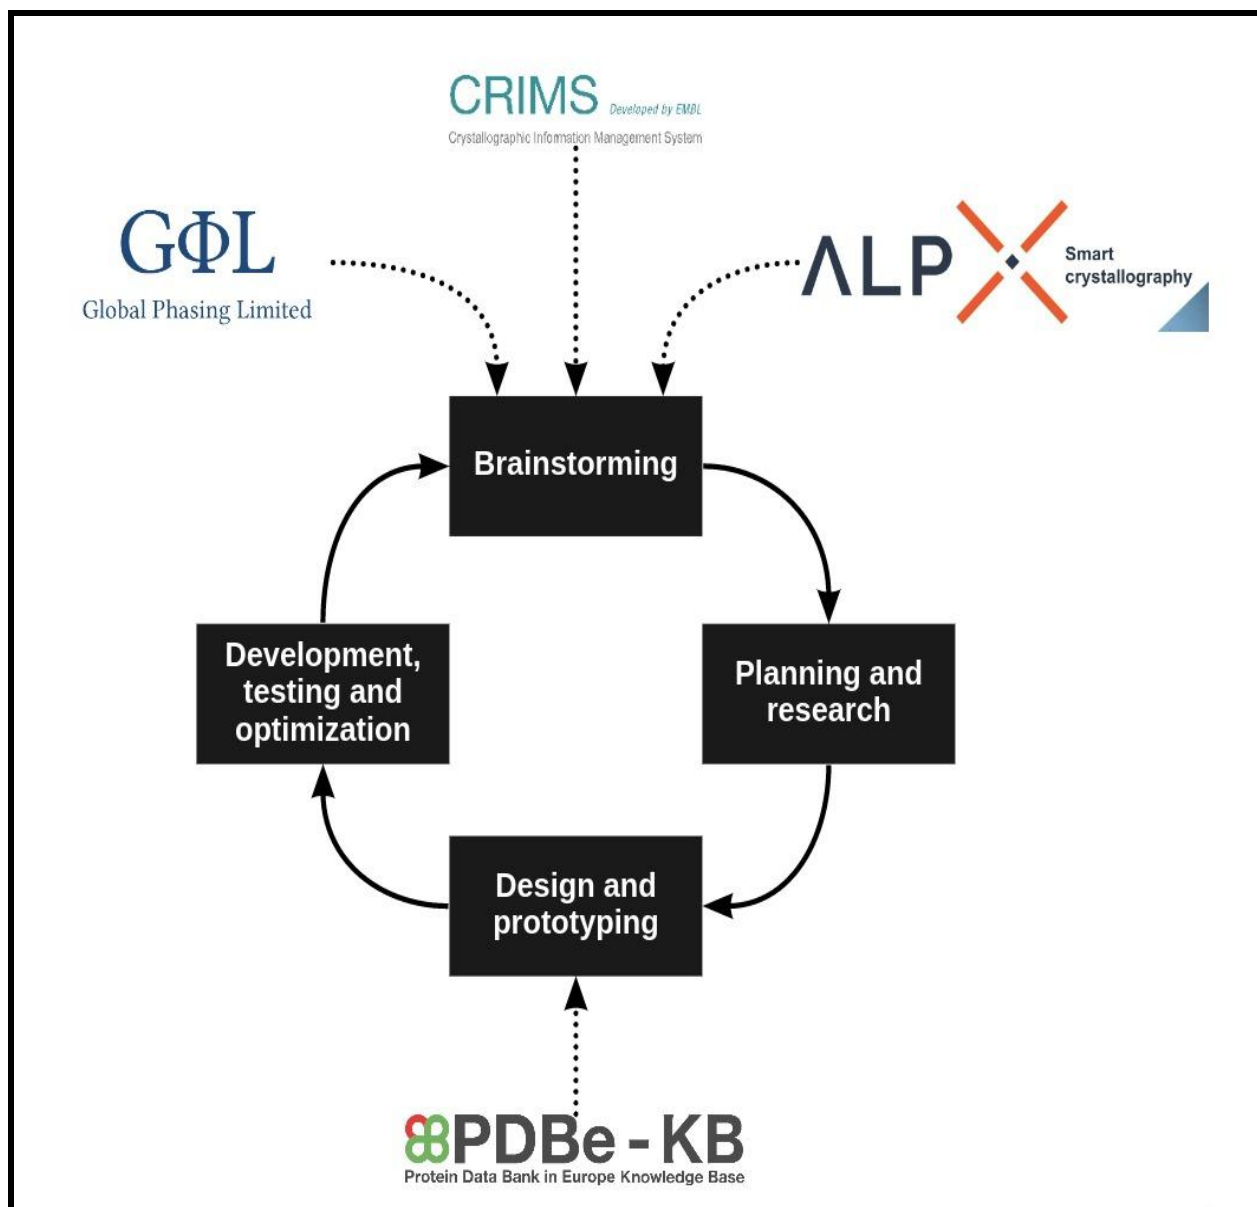 CRIMS Developed by EMBL
Crystallographic Information Management System
GΦL
Global Phasing Limited
ALPX
Smart
crystallography
Brainstorming
Development,
testing and
optimization
Planning and
research
Design and
prototyping
PDBe - KB
Protein Data Bank in Europe Knowledge Base